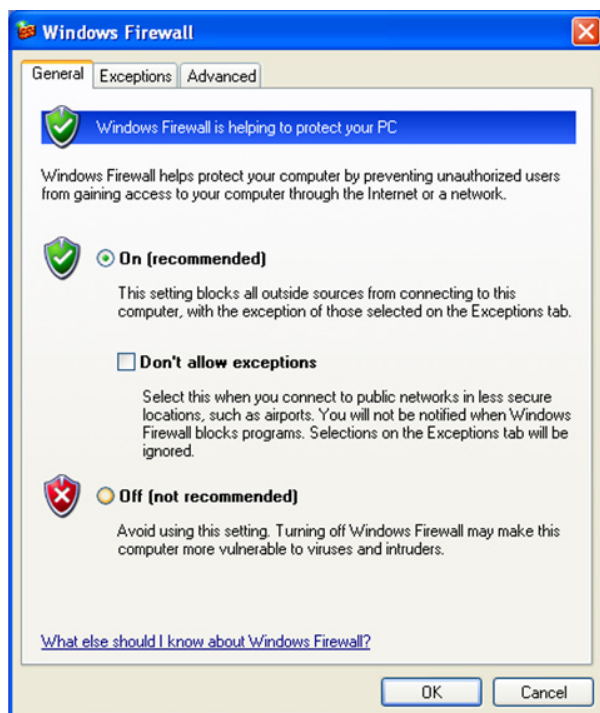 Windows Firewall
General Exceptions Advanced
Windows Firewall is helping to protect your PC
Windows Firewall helps protect your computer by preventing unauthorized users
from gaining access to your computer through the Internet or a network.
On (recommended)
This setting blocks all outside sources from connecting to this
computer, with the exception of those selected on the Exceptions tab.
Don't allow exceptions
Select this when you connect to public networks in less secure
locations, such as airports. You will not be notified when Windows
Firewall blocks programs. Selections on the Exceptions tab will be
ignored.
Off (not recommended)
Avoid using this setting. Turning off Windows Firewall may make this
computer more vulnerable to viruses and intruders.
What else should I know about Windows Firewall?
OK Cancel